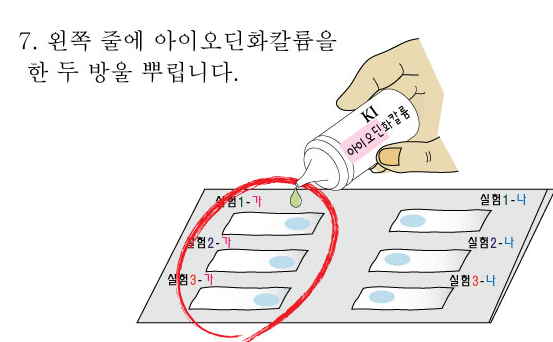 7. 왼쪽 줄에 아이오딘화칼륨을
한 두 방울 뿌립니다.
KI
아이오딘화칼륨
실험1-가
실험1-나
실험2-가
실험2-나
실험3-가
실험3-나